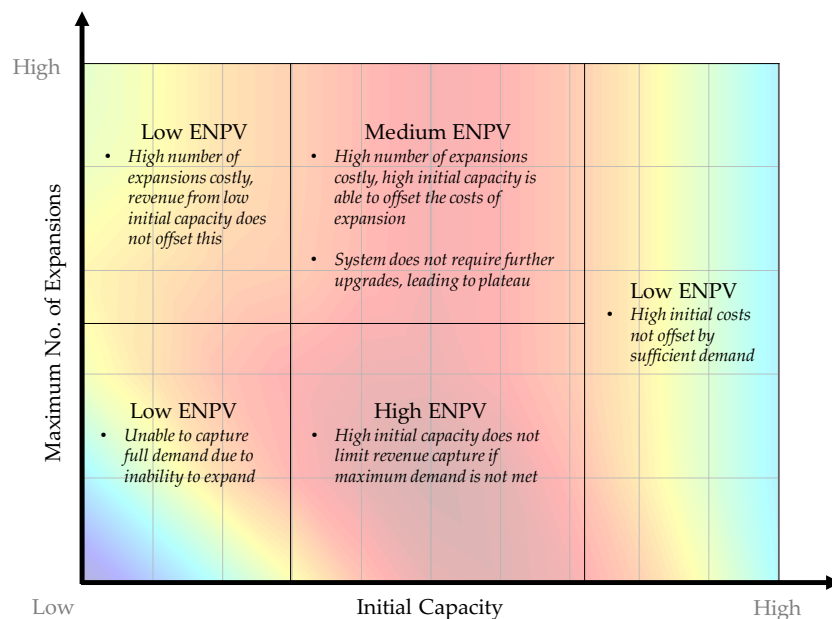 High
Low ENPV
• High number of
expansions costly,
revenue from low
initial capacity does
not offset this
Medium ENPV
• High number of expansions
costly, high initial capacity is
able to offset the costs of
expansion
• System does not require further
upgrades, leading to plateau
Low ENPV
• High initial costs
not offset by
sufficient demand
Maximum No. of Expansions
Low ENPV
• Unable to capture
full demand due to
inability to expand
High ENPV
• High initial capacity does not
limit revenue capture if
maximum demand is not met
Low
Initial Capacity
High